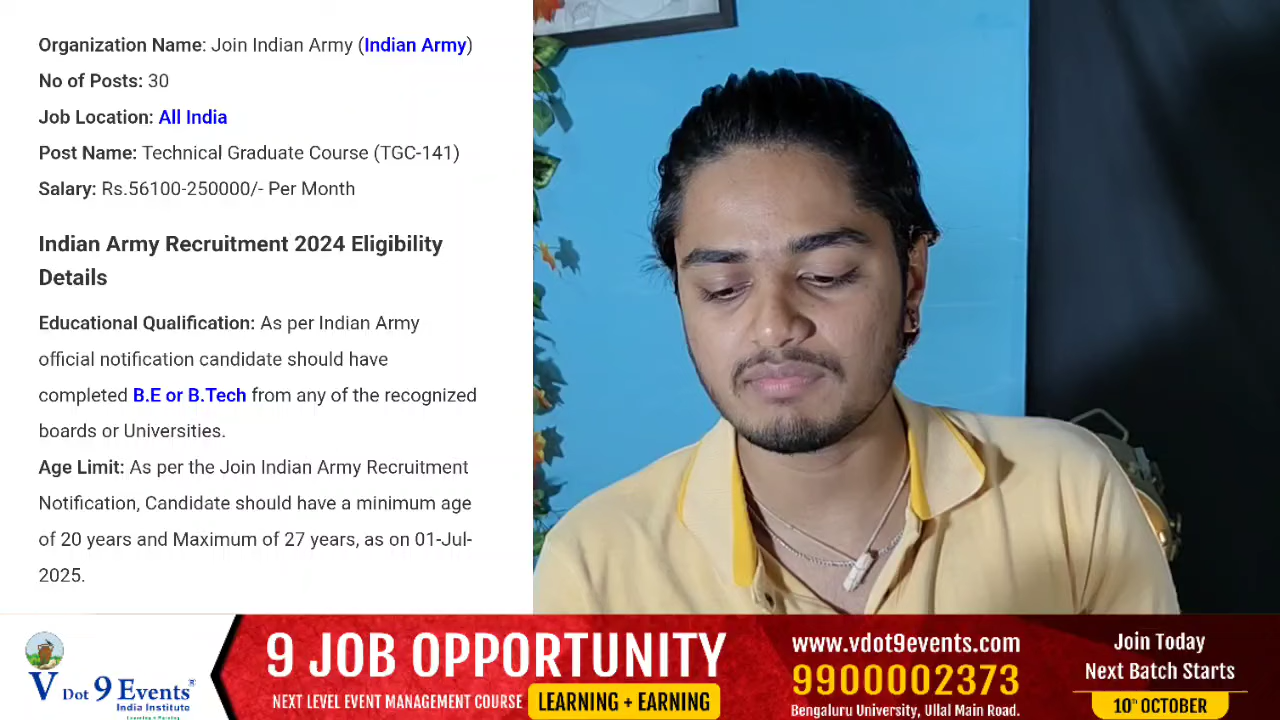 Organization Name: Join Indian Army (Indian Army)
No of Posts: 30
Job Location: All India
Post Name: Technical Graduate Course (TGC-141)
Salary: Rs.56100-250000/- Per Month
Indian Army Recruitment 2024 Eligibility
Details
Educational Qualification: As per Indian Army
official notification candidate should have
completed B.E or B.Tech from any of the recognized
boards or Universities.
Age Limit: As per the Join Indian Army Recruitment
Notification, Candidate should have a minimum age
of 20 years and Maximum of 27 years, as on 01-Jul-
2025.
V Dot 9 Events
India Institute
Learning + Earning
9 JOB OPPORTUNITY
NEXT LEVEL EVENT MANAGEMENT COURSE LEARNING + EARNING
www.vdot9events.com
9900002373
Bengaluru University, Ullal Main Road.
Join Today
Next Batch Starts
10TH OCTOBER